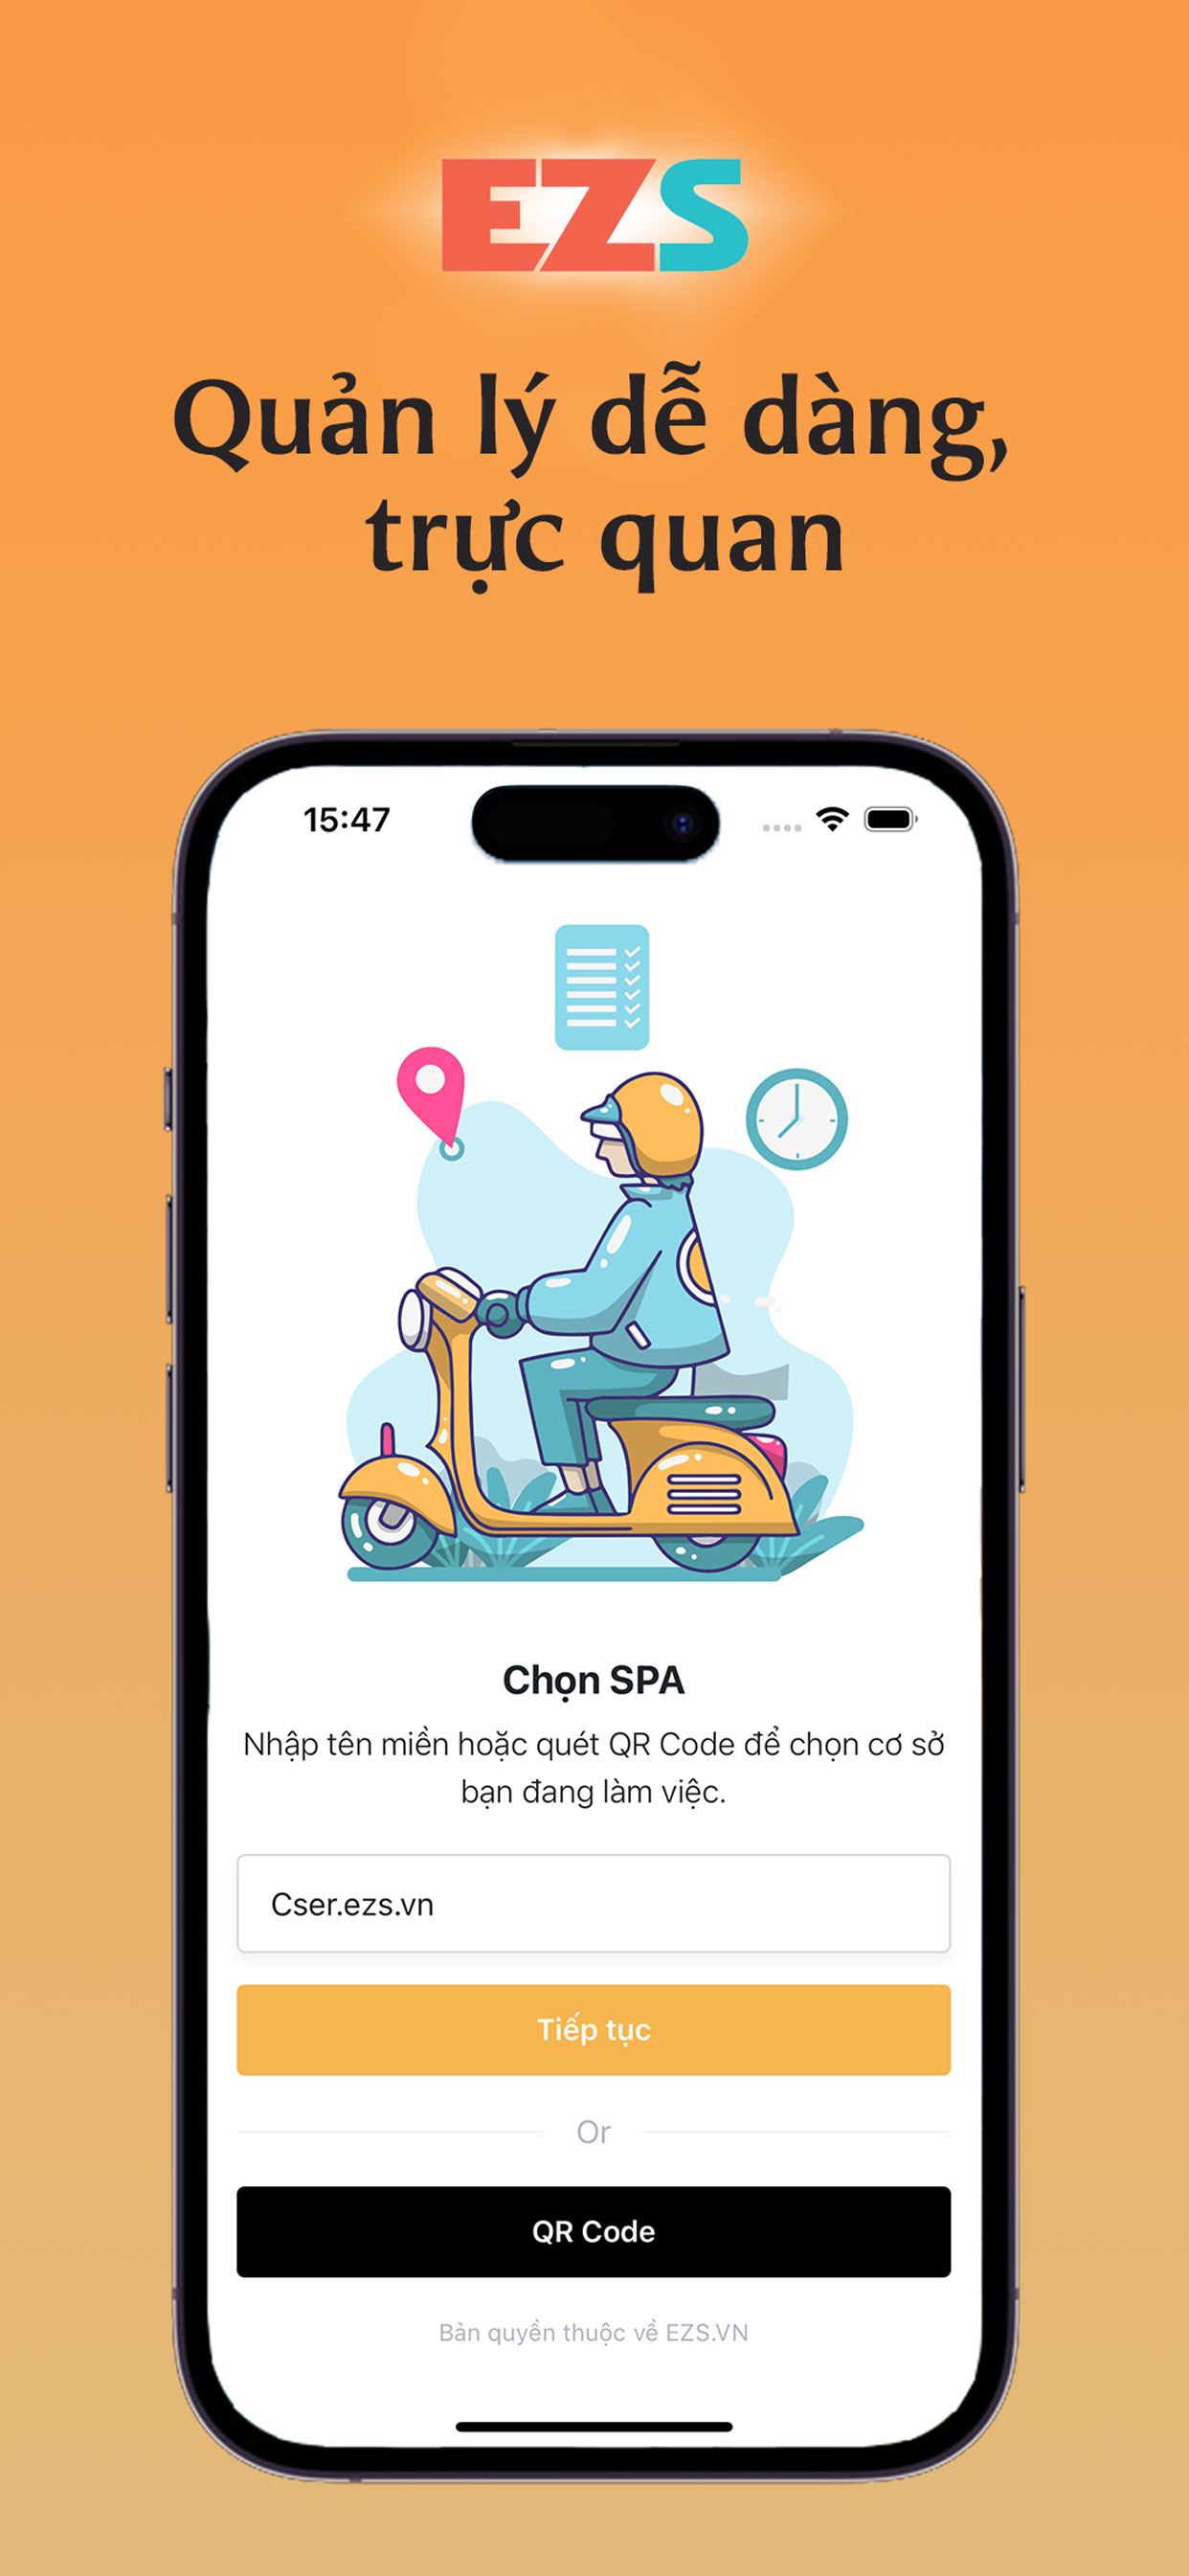 EZS
Quản lý dễ dàng,
trực quan
15:47
Chọn SPA
Nhập tên miền hoặc quét QR Code để chọn cơ sở
bạn đang làm việc.
Cser.ezs.vn
Tiếp tục
Or
QR Code
Bản quyền thuộc về EZS.VN